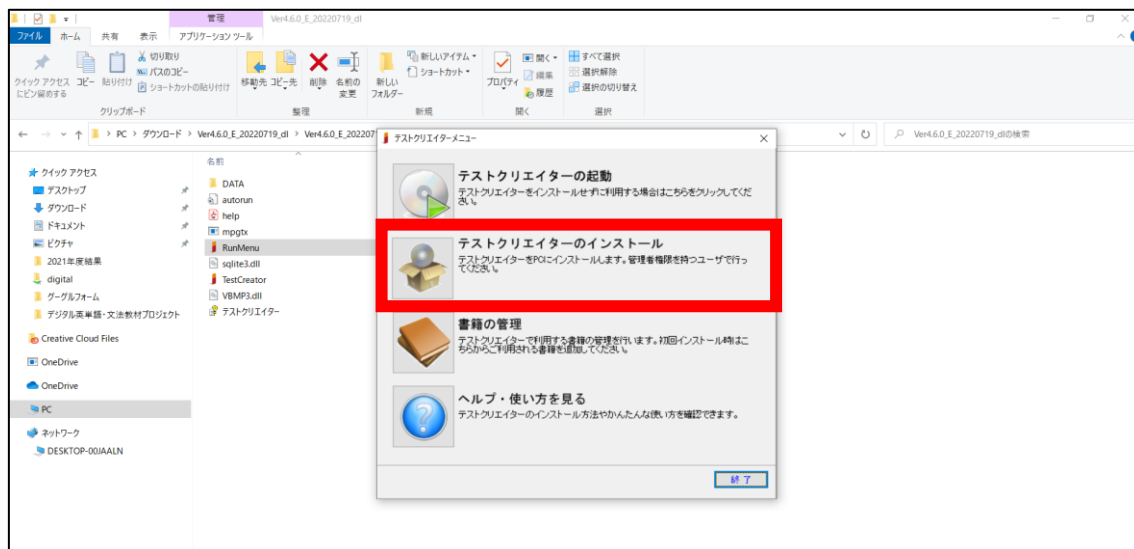 管理
Ver4.6.0_E_20220719_dl
ファイル
ホーム
共有
表示
アプリケーション ツール
クイック アクセス
にピン留めする
コピー
貼り付け
切り取り
パスのコピー
ショートカットの貼り付け
クリップボード
移動先
コピー先
削除
名前の
変更
整理
新しい
フォルダー
新しいアイテム
ショートカット
新規
プロパティ
開く
編集
履歴
開く
すべて選択
選択解除
選択の切り替え
選択
PC > ダウンロード > Ver4.6.0_E_20220719_dl > Ver4.6.0_E_202207
Ver4.6.0_E_20220719_dlの検索
クイック アクセス
デスクトップ
ダウンロード
ドキュメント
ピクチャ
2021年度結果
digital
グーグルフォーム
デジタル英単語・文法教材プロジェクト
Creative Cloud Files
OneDrive
OneDrive
PC
ネットワーク
DESKTOP-00JAALN
名前
DATA
autorun
help
mpgtx
RunMenu
sqlite3.dll
TestCreator
VBMP3.dll
テストクリエイター
テストクリエイターメニュー
テストクリエイターの起動
テストクリエイターをインストールせずに利用する場合はこちらをクリックしてくだ
さい。
テストクリエイターのインストール
テストクリエイターをPCにインストールします。管理者権限を持つユーザで行っ
てください。
書籍の管理
テストクリエイターで利用する書籍の管理を行います。初回インストール時はこ
ちらからご利用される書籍を追加してください。
ヘルプ・使い方を見る
テストクリエイターのインストール方法やかんたんな使い方を確認できます。
終了